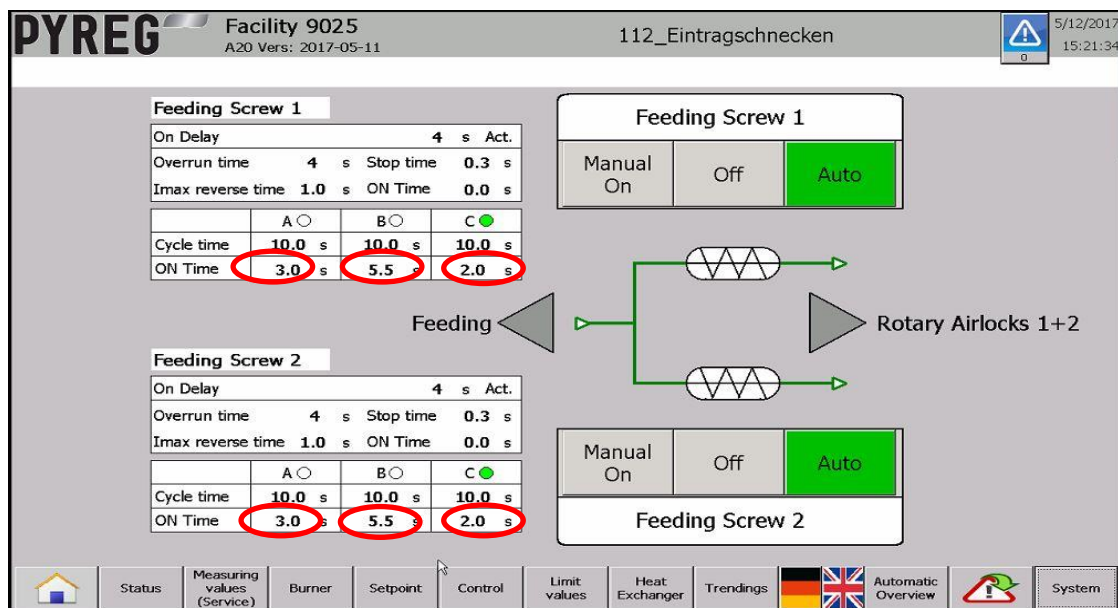 PYREG
Facility 9025
A20 Vers: 2017-05-11
112_Eintragschnecken
0
5/12/2017
15:21:34
Feeding Screw 1
On Delay 4 s Act.
Overrun time 4 s Stop time 0.3 s
Imax reverse time 1.0 s ON Time 0.0 s
A B C
Cycle time 10.0 s 10.0 s 10.0 s
ON Time 3.0 s 5.5 s 2.0 s
Feeding Screw 1
Manual On Off Auto
Feeding
Rotary Airlocks 1+2
Feeding Screw 2
On Delay 4 s Act.
Overrun time 4 s Stop time 0.3 s
Imax reverse time 1.0 s ON Time 0.0 s
A B C
Cycle time 10.0 s 10.0 s 10.0 s
ON Time 3.0 s 5.5 s 2.0 s
Manual On Off Auto
Feeding Screw 2
Status
Measuring
values
(Service)
Burner
Setpoint
Control
Limit
values
Heat
Exchanger
Trendings
Automatic
Overview
System